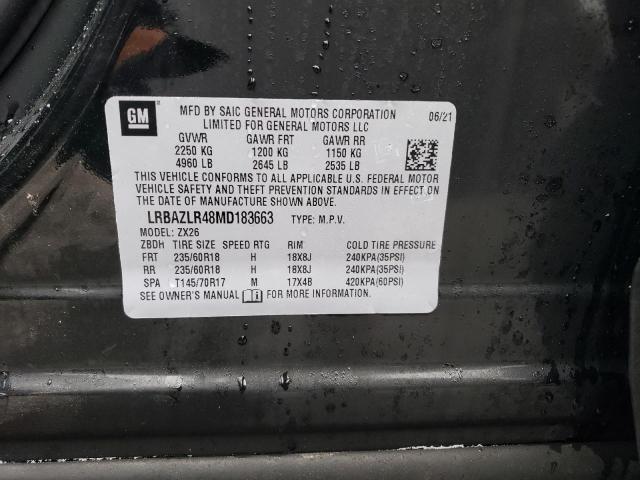 GM MFD BY SAIC GENERAL MOTORS CORPORATION 06/21
LIMITED FOR GENERAL MOTORS LLC
GVWR GAWR FRT GAWR RR
2250 KG 1200 KG 1150 KG
4960 LB 2645 LB 2535 LB
THIS VEHICLE CONFORMS TO ALL APPLICABLE U.S. FEDERAL MOTOR
VEHICLE SAFETY AND THEFT PREVENTION STANDARDS IN EFFECT ON
THE DATE OF MANUFACTURE SHOWN ABOVE.
LRBAZLR48MD183663 TYPE: M.P.V.
MODEL: ZX26
ZBDH TIRE SIZE SPEED RTG RIM COLD TIRE PRESSURE
FRT 235/60R18 H 18X8J 240KPA(35PSI)
RR 235/60R18 H 18X8J 240KPA(35PSI)
SPA T145/70R17 M 17X4B 420KPA(60PSI)
SEE OWNER'S MANUAL FOR MORE INFORMATION.